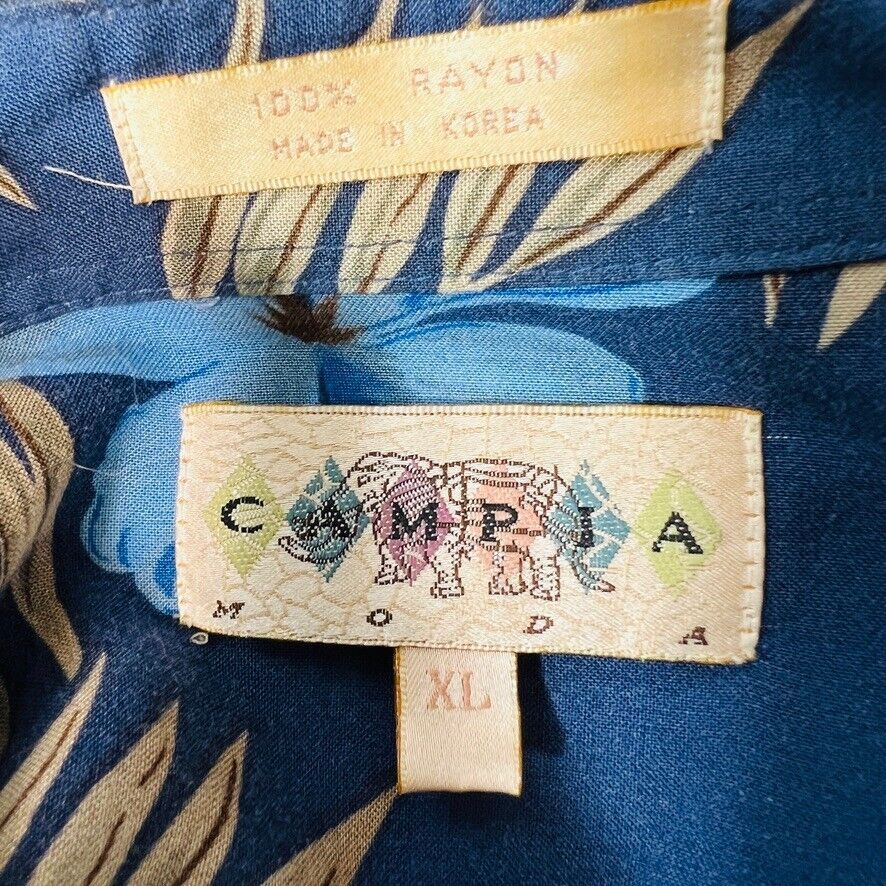 100% RAYON
MADE IN KOREA
CAMPIA
MODA
XL